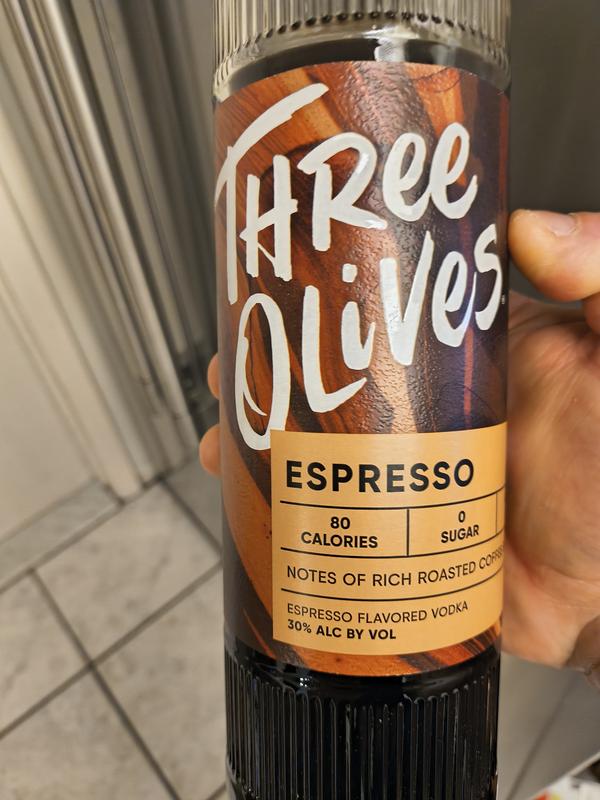 THRee
OLiVeS
ESPRESSO
80
CALORIES
0
SUGAR
NOTES OF RICH ROASTED
ESPRESSO FLAVORED VODKA
30% ALC BY VOL